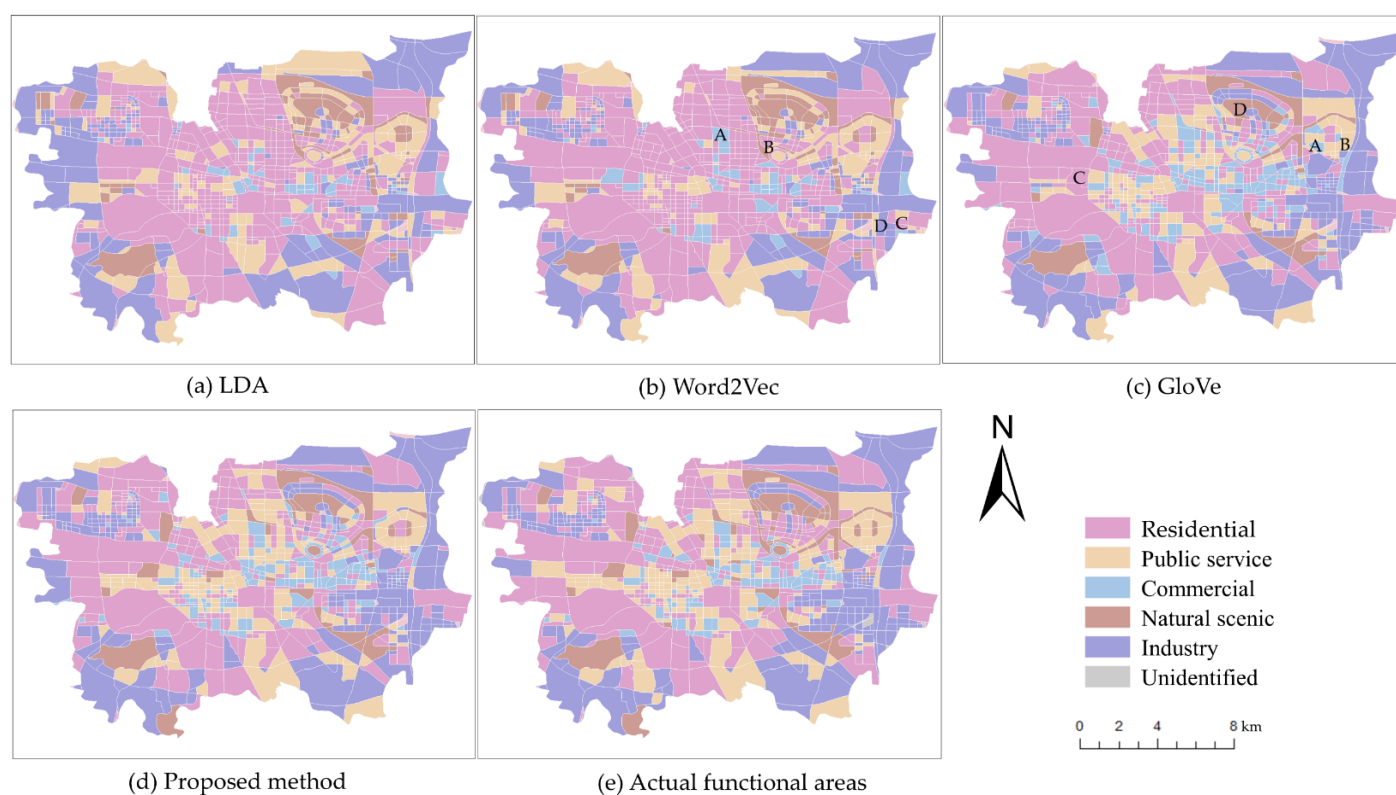 A
B
D
C
D
A
B
C
(a) LDA
(b) Word2Vec
(c) GloVe
N
Residential
Public service
Commercial
Natural scenic
Industry
Unidentified
0 2 4 8 km
(d) Proposed method
(e) Actual functional areas